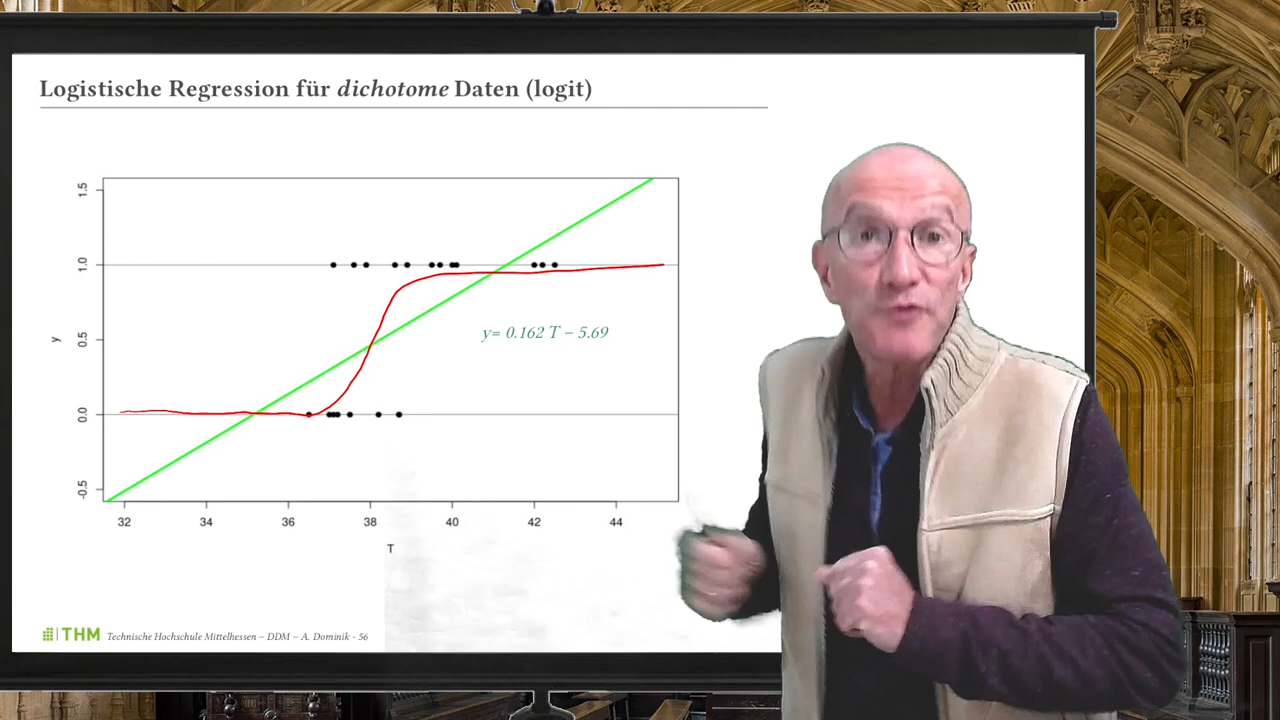 Logistische Regression für dichotome Daten (logit)
1.5
1.0
y= 0.162 T − 5.69
0.5
y
0.0
-0.5
32 34 36 38 40 42 44
T
THM Technische Hochschule Mittelhessen – DDM – A. Dominik - 56